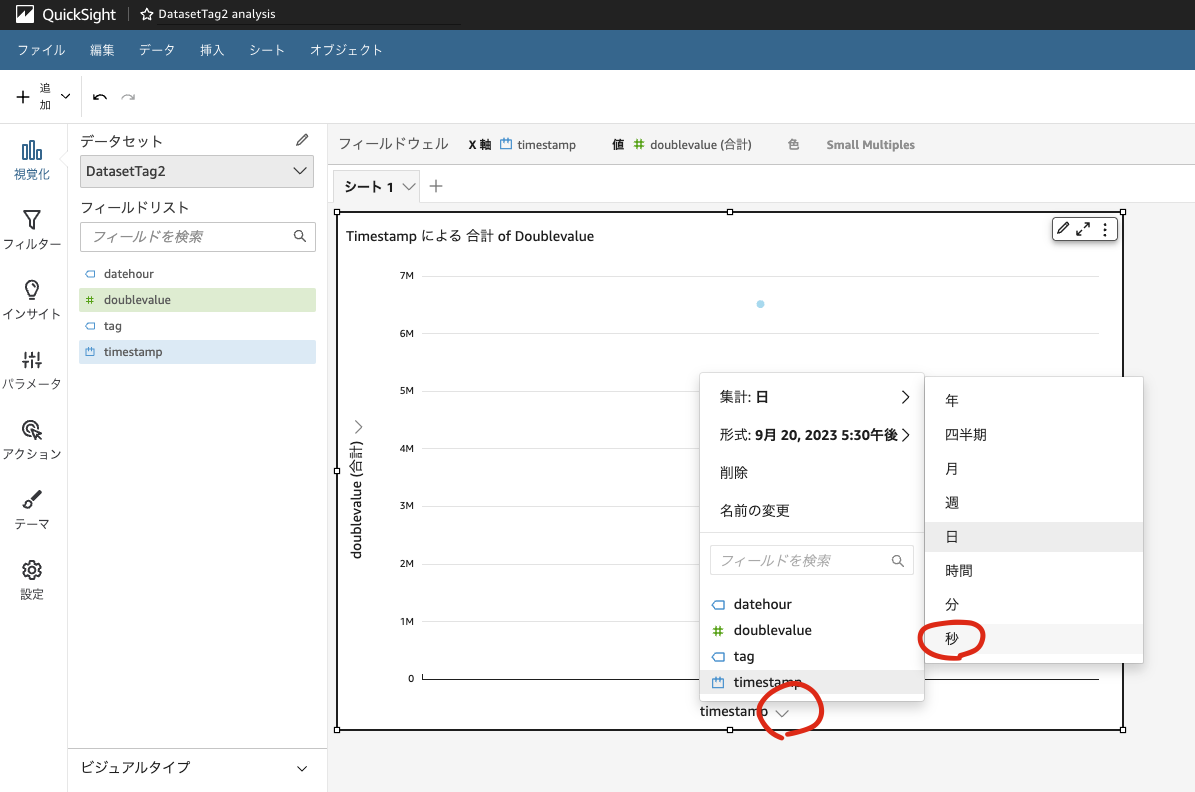 QuickSight DatasetTag2 analysis
ファイル 編集 データ 挿入 シート オブジェクト
追
加
視覚化
フィルター
インサイト
パラメータ
アクション
テーマ
設定
データセット
DatasetTag2
フィールドリスト
フィールドを検索
datehour
doublevalue
tag
timestamp
ビジュアルタイプ
フィールドウェル X 軸 timestamp 値 doublevalue (合計) 色 Small Multiples
シート 1
Timestamp による 合計 of Doublevalue
doublevalue (合計)
7M
6M
5M
4M
3M
2M
1M
0
timestamp
集計: 日
形式: 9月 20, 2023 5:30午後
削除
名前の変更
フィールドを検索
datehour
doublevalue
tag
timestamp
年
四半期
月
週
日
時間
分
秒